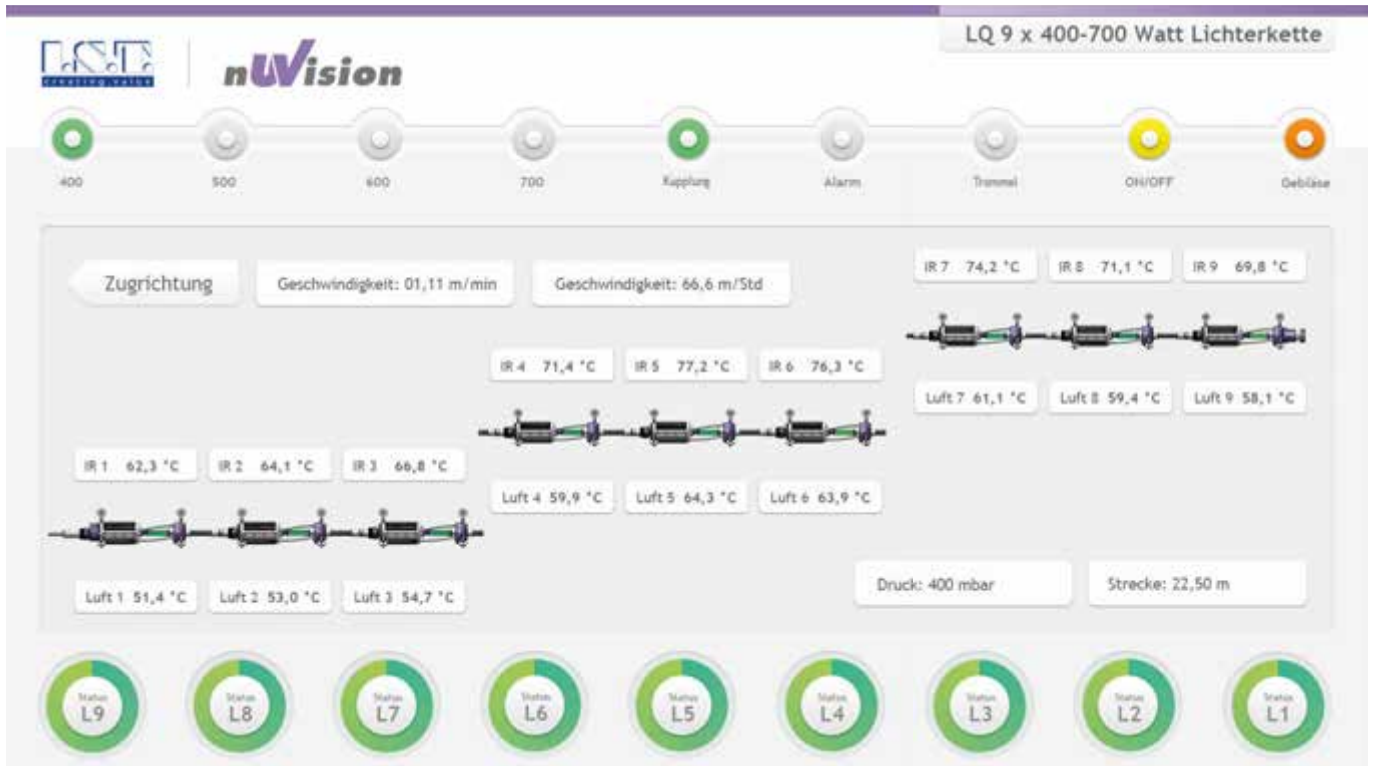 LQ 9 x 400-700 Watt Lichterkette
I.S.T.
creating.value
nuVision
400
500
600
700
Kupplung
Alarm
Trommel
ON/OFF
Gebläse
Zugrichtung
Geschwindigkeit: 01,11 m/min
Geschwindigkeit: 66,6 m/Std
IR 7 74,2 °C
IR 8 71,1 °C
IR 9 69,8 °C
IR 4 71,4 °C
IR 5 77,2 °C
IR 6 76,3 °C
Luft 7 61,1 °C
Luft 8 59,4 °C
Luft 9 58,1 °C
IR 1 62,3 °C
IR 2 64,1 °C
IR 3 66,8 °C
Luft 4 59,9 °C
Luft 5 64,3 °C
Luft 6 63,9 °C
Luft 1 51,4 °C
Luft 2 53,0 °C
Luft 3 54,7 °C
Druck: 400 mbar
Strecke: 22,50 m
Status
L9
Status
L8
Status
L7
Status
L6
Status
L5
Status
L4
Status
L3
Status
L2
Status
L1